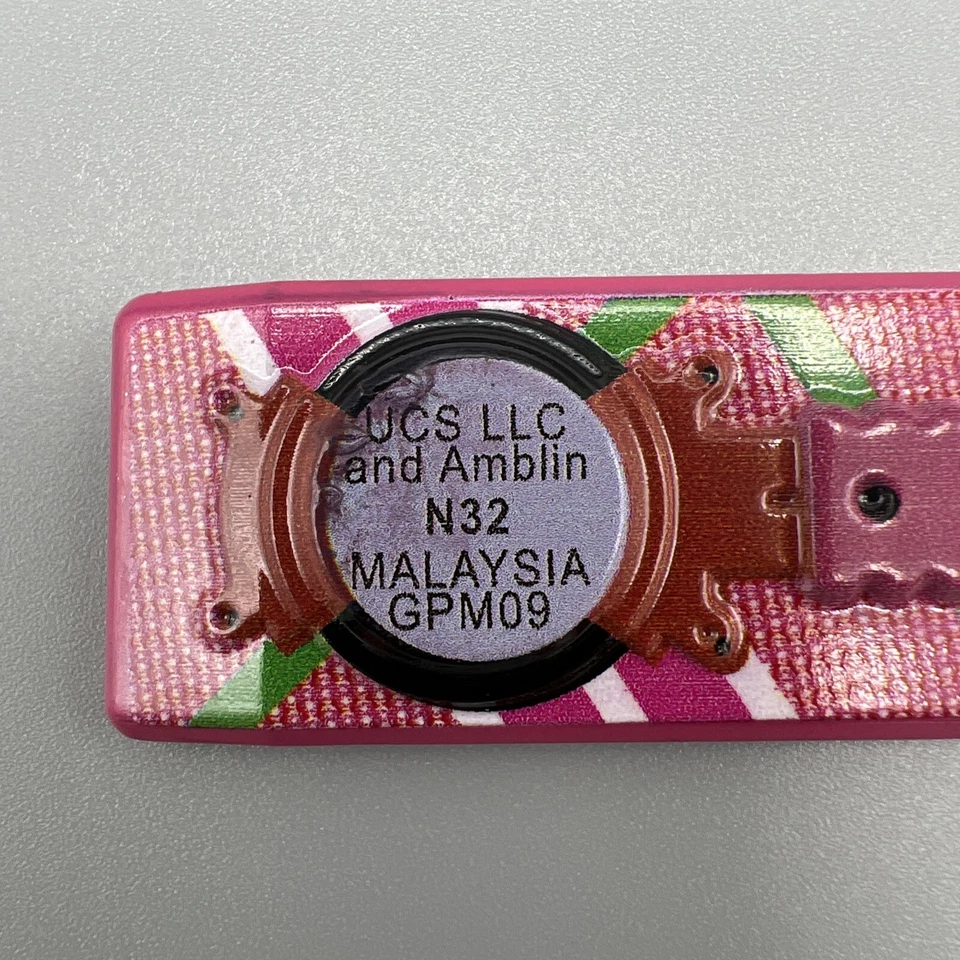 UCS LLC
and Amblin
N32
MALAYSIA
GPM09